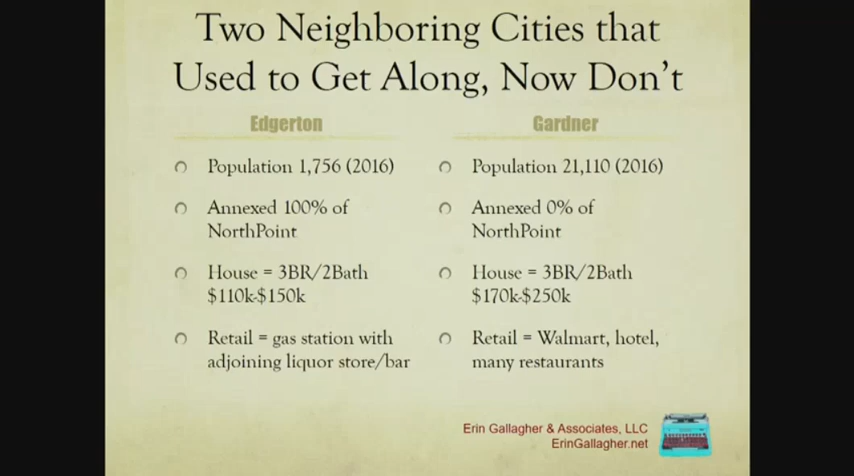 Two Neighboring Cities that
Used to Get Along, Now Don't
Edgerton
Population 1,756 (2016)
Annexed 100% of
NorthPoint
House = 3BR/2Bath
$110k-$150k
Retail = gas station with
adjoining liquor store/bar
Gardner
Population 21,110 (2016)
Annexed 0% of
NorthPoint
House = 3BR/2Bath
$170k-$250k
Retail = Walmart, hotel,
many restaurants
Erin Gallagher & Associates, LLC
ErinGallagher.net